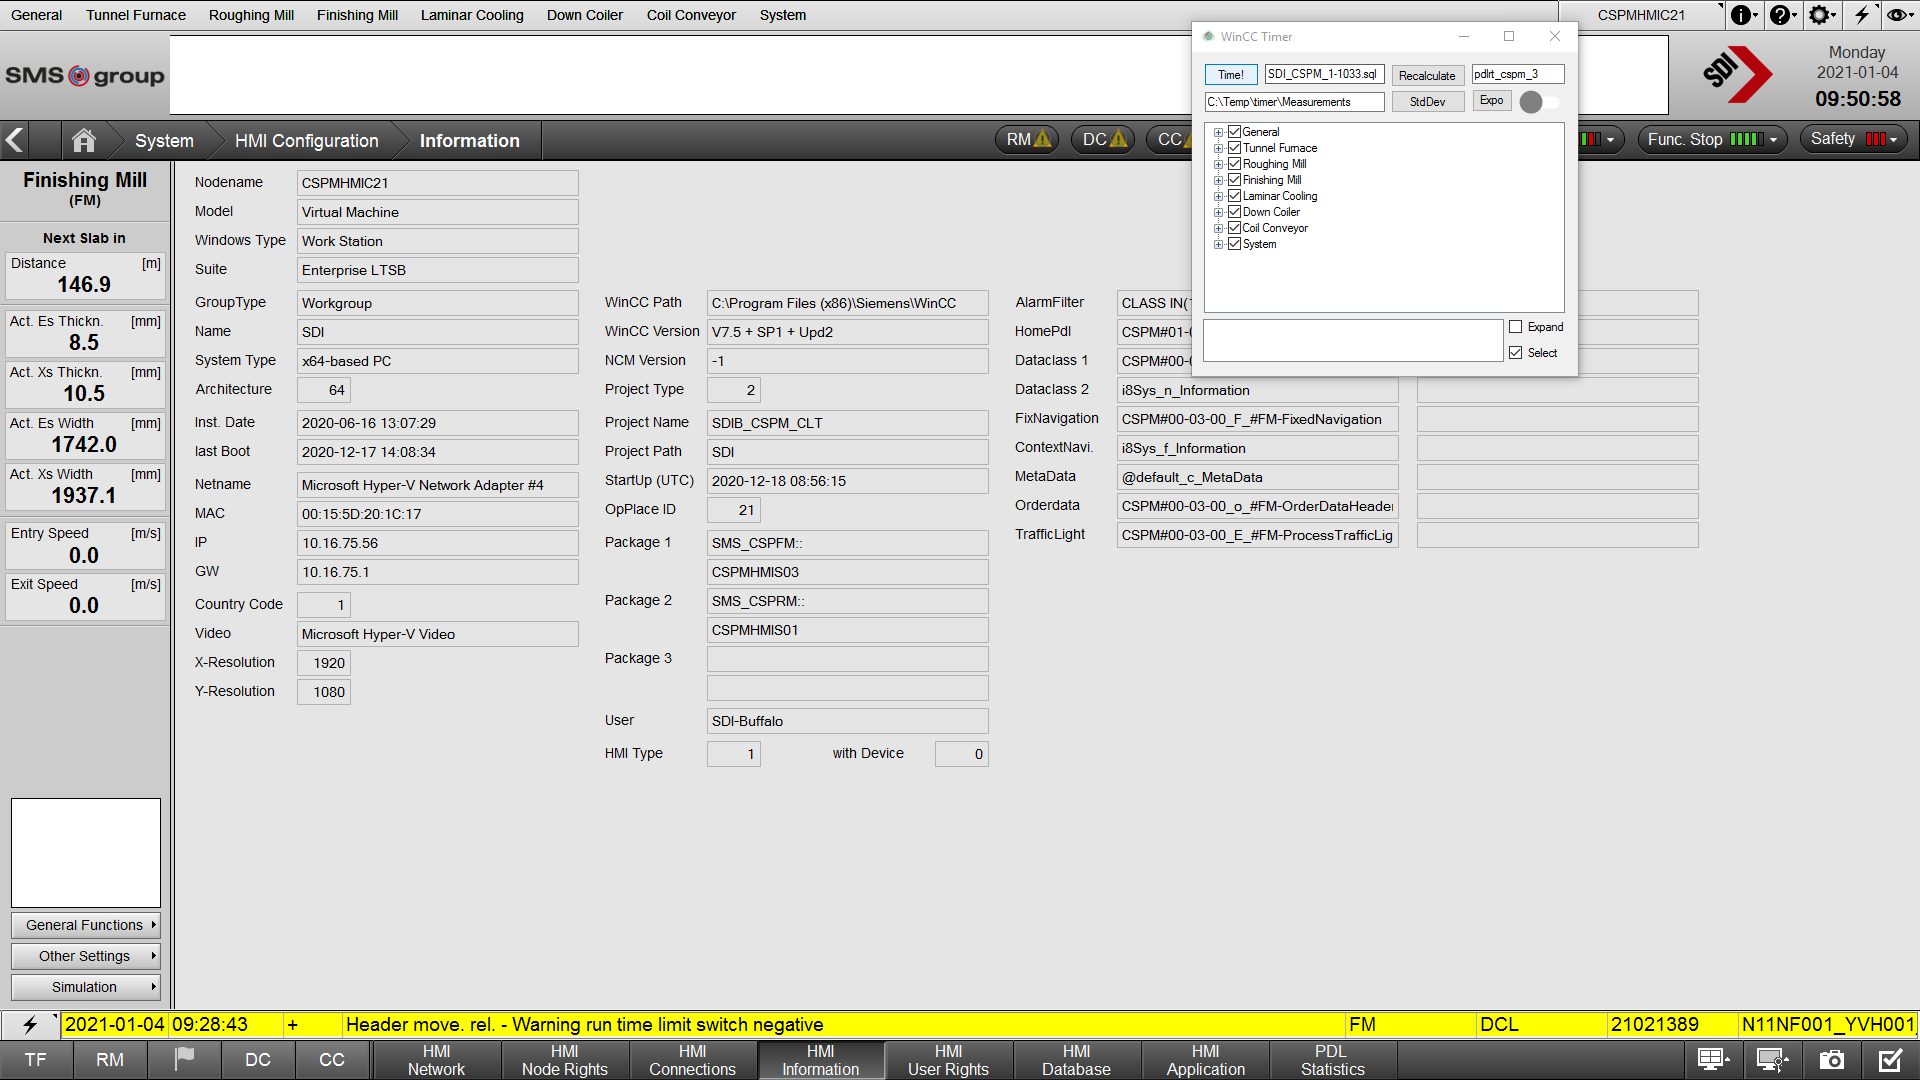 General Tunnel Furnace Roughing Mill Finishing Mill Laminar Cooling Down Coiler Coil Conveyor System CSPMHMIC21
SMS group
SDI
Monday
2021-01-04
09:50:58
System HMI Configuration Information RM DC CC Func. Stop Safety
WinCC Timer
Time! SDI_CSPM_1-1033.sql Recalculate pdlrt_cspm_3
C:\Temp\timer\Measurements StdDev Expo
General
Tunnel Furnace
Roughing Mill
Finishing Mill
Laminar Cooling
Down Coiler
Coil Conveyor
System
Expand
Select
Finishing Mill
(FM)
Next Slab in
Distance [m]
146.9
Act. Es Thickn. [mm]
8.5
Act. Xs Thickn. [mm]
10.5
Act. Es Width [mm]
1742.0
Act. Xs Width [mm]
1937.1
Entry Speed [m/s]
0.0
Exit Speed [m/s]
0.0
General Functions
Other Settings
Simulation
Nodename CSPMHMIC21
Model Virtual Machine
Windows Type Work Station
Suite Enterprise LTSB
GroupType Workgroup
Name SDI
System Type x64-based PC
Architecture 64
Inst. Date 2020-06-16 13:07:29
last Boot 2020-12-17 14:08:34
Netname Microsoft Hyper-V Network Adapter #4
MAC 00:15:5D:20:1C:17
IP 10.16.75.56
GW 10.16.75.1
Country Code 1
Video Microsoft Hyper-V Video
X-Resolution 1920
Y-Resolution 1080
WinCC Path C:\Program Files (x86)\Siemens\WinCC
WinCC Version V7.5 + SP1 + Upd2
NCM Version -1
Project Type 2
Project Name SDIB_CSPM_CLT
Project Path SDI
StartUp (UTC) 2020-12-18 08:56:15
OpPlace ID 21
Package 1 SMS_CSPFM::
CSPMHMIS03
Package 2 SMS_CSPRM::
CSPMHMIS01
Package 3
User SDI-Buffalo
HMI Type 1 with Device 0
AlarmFilter CLASS IN(
HomePdl CSPM#01-
Dataclass 1 CSPM#00-
Dataclass 2 i8Sys_n_Information
FixNavigation CSPM#00-03-00_F_#FM-FixedNavigation
ContextNavi. i8Sys_f_Information
MetaData @default_c_MetaData
Orderdata CSPM#00-03-00_o_#FM-OrderDataHeader
TrafficLight CSPM#00-03-00_E_#FM-ProcessTrafficLig
2021-01-04 09:28:43 + Header move. rel. - Warning run time limit switch negative FM DCL 21021389 N11NF001_YVH001
TF RM DC CC HMI Network HMI Node Rights HMI Connections HMI Information HMI User Rights HMI Database HMI Application PDL Statistics